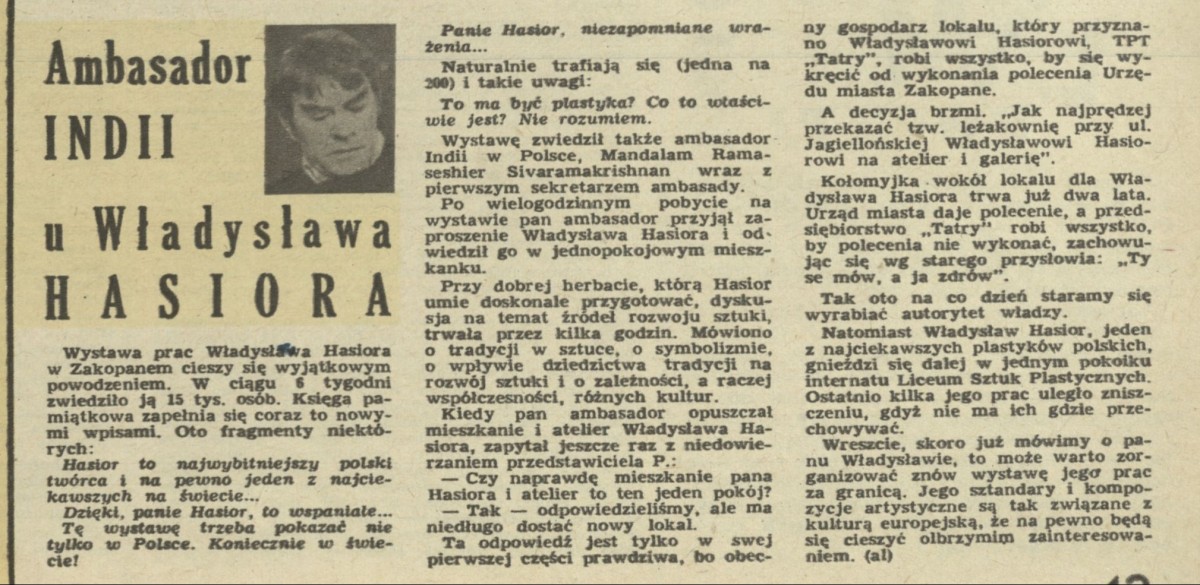 Ambasador
INDII
u Władysława
HASIORA
Wystawa prac Władysława Hasiora
w Zakopanem cieszy się wyjątkowym
powodzeniem. W ciągu 6 tygodni
zwiedziło ją 15 tys. osób. Księga pa-
miątkowa zapełnia się coraz to nowy-
mi wpisami. Oto fragmenty niektó-
rych:
Hasior to najwybitniejszy polski
twórca i na pewno jeden z najcie-
kawszych na świecie...
Dzięki, panie Hasior, to wspaniałe...
Tę wystawę trzeba pokazać nie
tylko w Polsce. Koniecznie w świe-
cie!
Panie Hasior, niezapomniane wra-
żenia...
Naturalnie trafiają się (jedna na
200) i takie uwagi:
To ma być plastyka? Co to właści-
wie jest? Nie rozumiem.
Wystawę zwiedził także ambasador
Indii w Polsce, Mandalam Rama-
seshier Sivaramakrishnan wraz z
pierwszym sekretarzem ambasady.
Po wielogodzinnym pobycie na
wystawie pan ambasador przyjął za-
proszenie Władysława Hasiora i od-
wiedził go w jednopokojowym miesz-
kanku.
Przy dobrej herbacie, którą Hasior
umie doskonale przygotować, dysku-
sja na temat źródeł rozwoju sztuki,
trwała przez kilka godzin. Mówiono
o tradycji w sztuce, o symbolizmie,
o wpływie dziedzictwa tradycji na
rozwój sztuki i o zależności, a raczej
współczesności, różnych kultur.
Kiedy pan ambasador opuszczał
mieszkanie i atelier Władysława Ha-
siora, zapytał jeszcze raz z niedowie-
rzaniem przedstawiciela P.:
— Czy naprawdę mieszkanie pana
Hasiora i atelier to ten jeden pokój?
— Tak — odpowiedzieliśmy, ale ma
niedługo dostać nowy lokal.
Ta odpowiedź jest tylko w swej
pierwszej części prawdziwa, bo obec-
ny gospodarz lokalu, który przyzna-
no Władysławowi Hasiorowi, TPT
„Tatry”, robi wszystko, by się wy-
kręcić od wykonania polecenia Urzę-
du miasta Zakopane.
A decyzja brzmi. „Jak najprędzej
przekazać tzw. leżakownię przy ul.
Jagiellońskiej Władysławowi Hasio-
rowi na atelier i galerię”.
Kołomyjka wokół lokalu dla Wła-
dysława Hasiora trwa już dwa lata.
Urząd miasta daje polecenie, a przed-
siębiorstwo „Tatry” robi wszystko,
by polecenia nie wykonać, zachowu-
jąc się wg starego przysłowia: „Ty
se mów, a ja zdrów”.
Tak oto na co dzień staramy się
wyrabiać autorytet władzy.
Natomiast Władysław Hasior, jeden
z najciekawszych plastyków polskich,
gnieździ się dalej w jednym pokoiku
internatu Liceum Sztuk Plastycznych.
Ostatnio kilka jego prac uległo znisz-
czeniu, gdyż nie ma ich gdzie prze-
chowywać.
Wreszcie, skoro już mówimy o pa-
nu Władysławie, to może warto zor-
ganizować znów wystawę jego prac
za granicą. Jego sztandary i kompo-
zycje artystyczne są tak związane z
kulturą europejską, że na pewno będą
się cieszyć olbrzymim zainteresowa-
niem. (al)